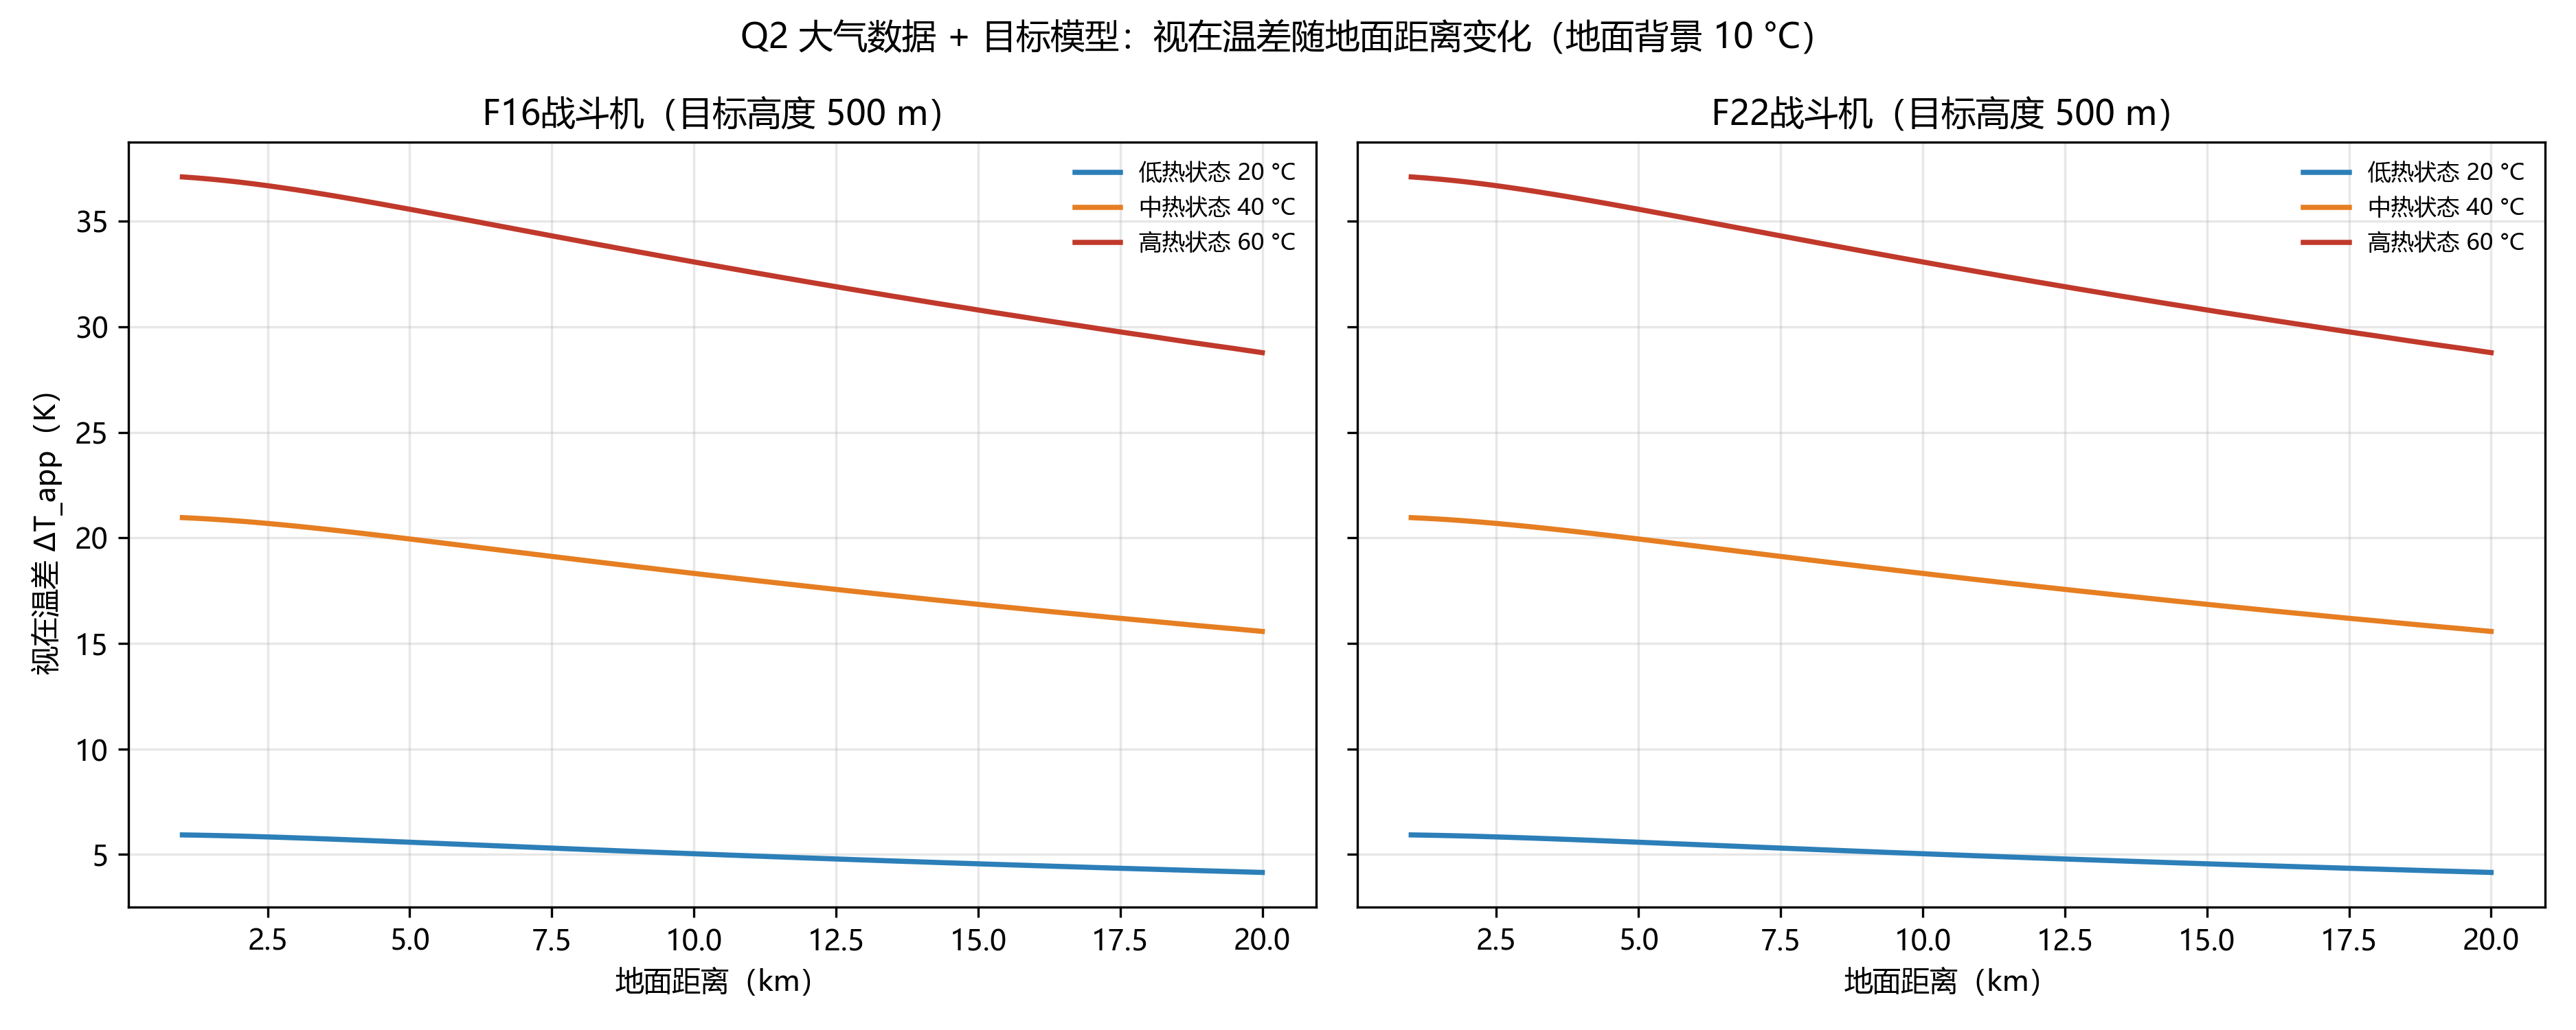 Q2 大气数据 + 目标模型：视在温差随地面距离变化（地面背景 10 °C）
F16战斗机（目标高度 500 m）
低热状态 20 °C
中热状态 40 °C
高热状态 60 °C
35
30
25
20
15
10
5
视在温差 ΔT_app（K）
2.5 5.0 7.5 10.0 12.5 15.0 17.5 20.0
地面距离（km）
F22战斗机（目标高度 500 m）
低热状态 20 °C
中热状态 40 °C
高热状态 60 °C
2.5 5.0 7.5 10.0 12.5 15.0 17.5 20.0
地面距离（km）